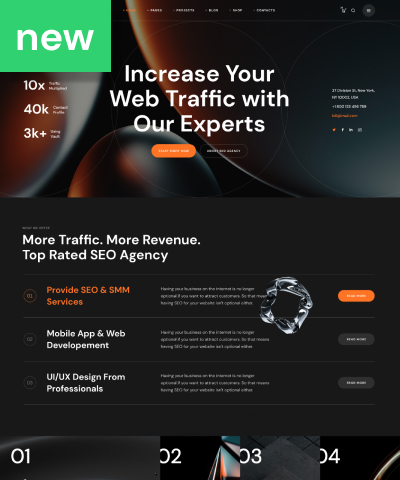 new
PAGES
PROJECTS
BLOG
SHOP
CONTACTS
10x Traffic
Multiplied
40k Contact
Profile
3k+ Using
Vault
Increase Your
Web Traffic with
Our Experts
START RIGHT NOW
ABOUT SEO AGENCY
27 Division St, New York,
NY 10002, USA
+1 800 123 456 789
WHAT WE OFFER
More Traffic. More Revenue.
Top Rated SEO Agency
01
Provide SEO & SMM
Services
Having your business on the internet is no longer
optional if you want to attract customers. So that means
having SEO for your website isn't optional either.
READ MORE
02
Mobile App & Web
Developement
Having your business on the internet is no longer
optional if you want to attract customers. So that means
having SEO for your website isn't optional either.
READ MORE
03
UI/UX Design From
Professionals
Having your business on the internet is no longer
optional if you want to attract customers. So that means
having SEO for your website isn't optional either.
READ MORE
01
02
03
04